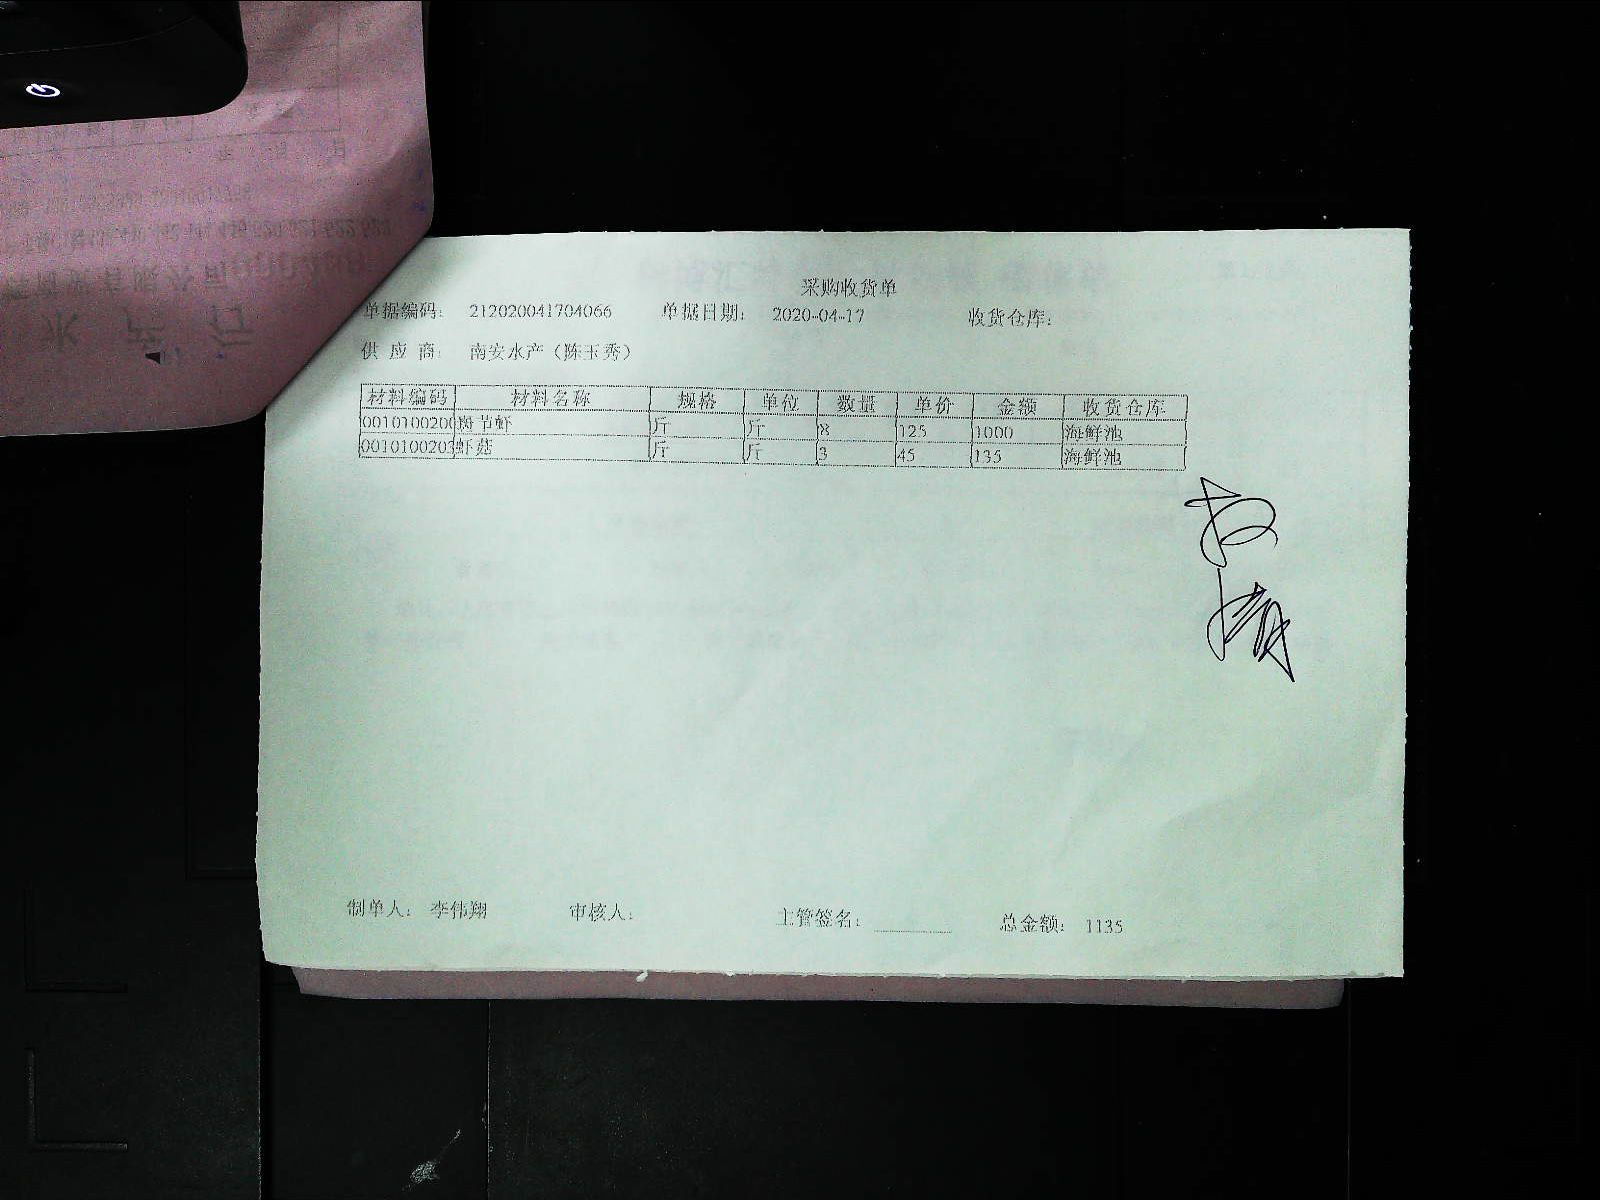 采购收货单
单据编码： 212020041704066 单据日期： 2020-04-17 收货仓库：
供 应 商： 南安水产（陈玉秀）
材料编码 材料名称 规格 单位 数量 单价 金额 收货仓库
0010100200 斑节虾 斤 斤 8 125 1000 海鲜池
0010100203 虾菇 斤 斤 3 45 135 海鲜池
制单人： 李伟翔 审核人： 主管签名： 总金额： 1135